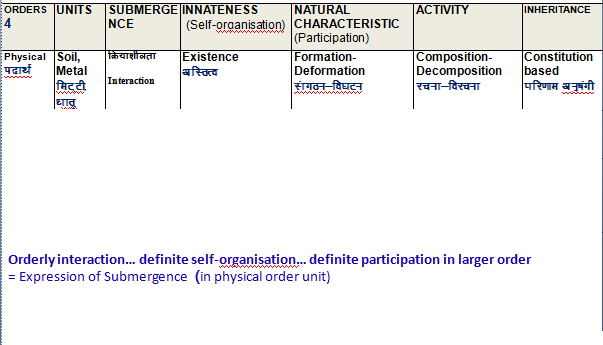 ORDERS UNITS SUBMERGE INNATENESS NATURAL ACTIVITY INHERITANCE
4 NCE (Self-organisation) CHARACTERISTIC
(Participation)
Physical Soil, क्रियाशीलता Existence Formation- Composition- Constitution
पदार्थ Metal अस्तित्व Deformation Decomposition based
मिट्टी, Interaction संगठन–विघटन रचना–विरचना परिणाम अनुषंगी
धातु
Orderly interaction… definite self-organisation… definite participation in larger order
= Expression of Submergence (in physical order unit)